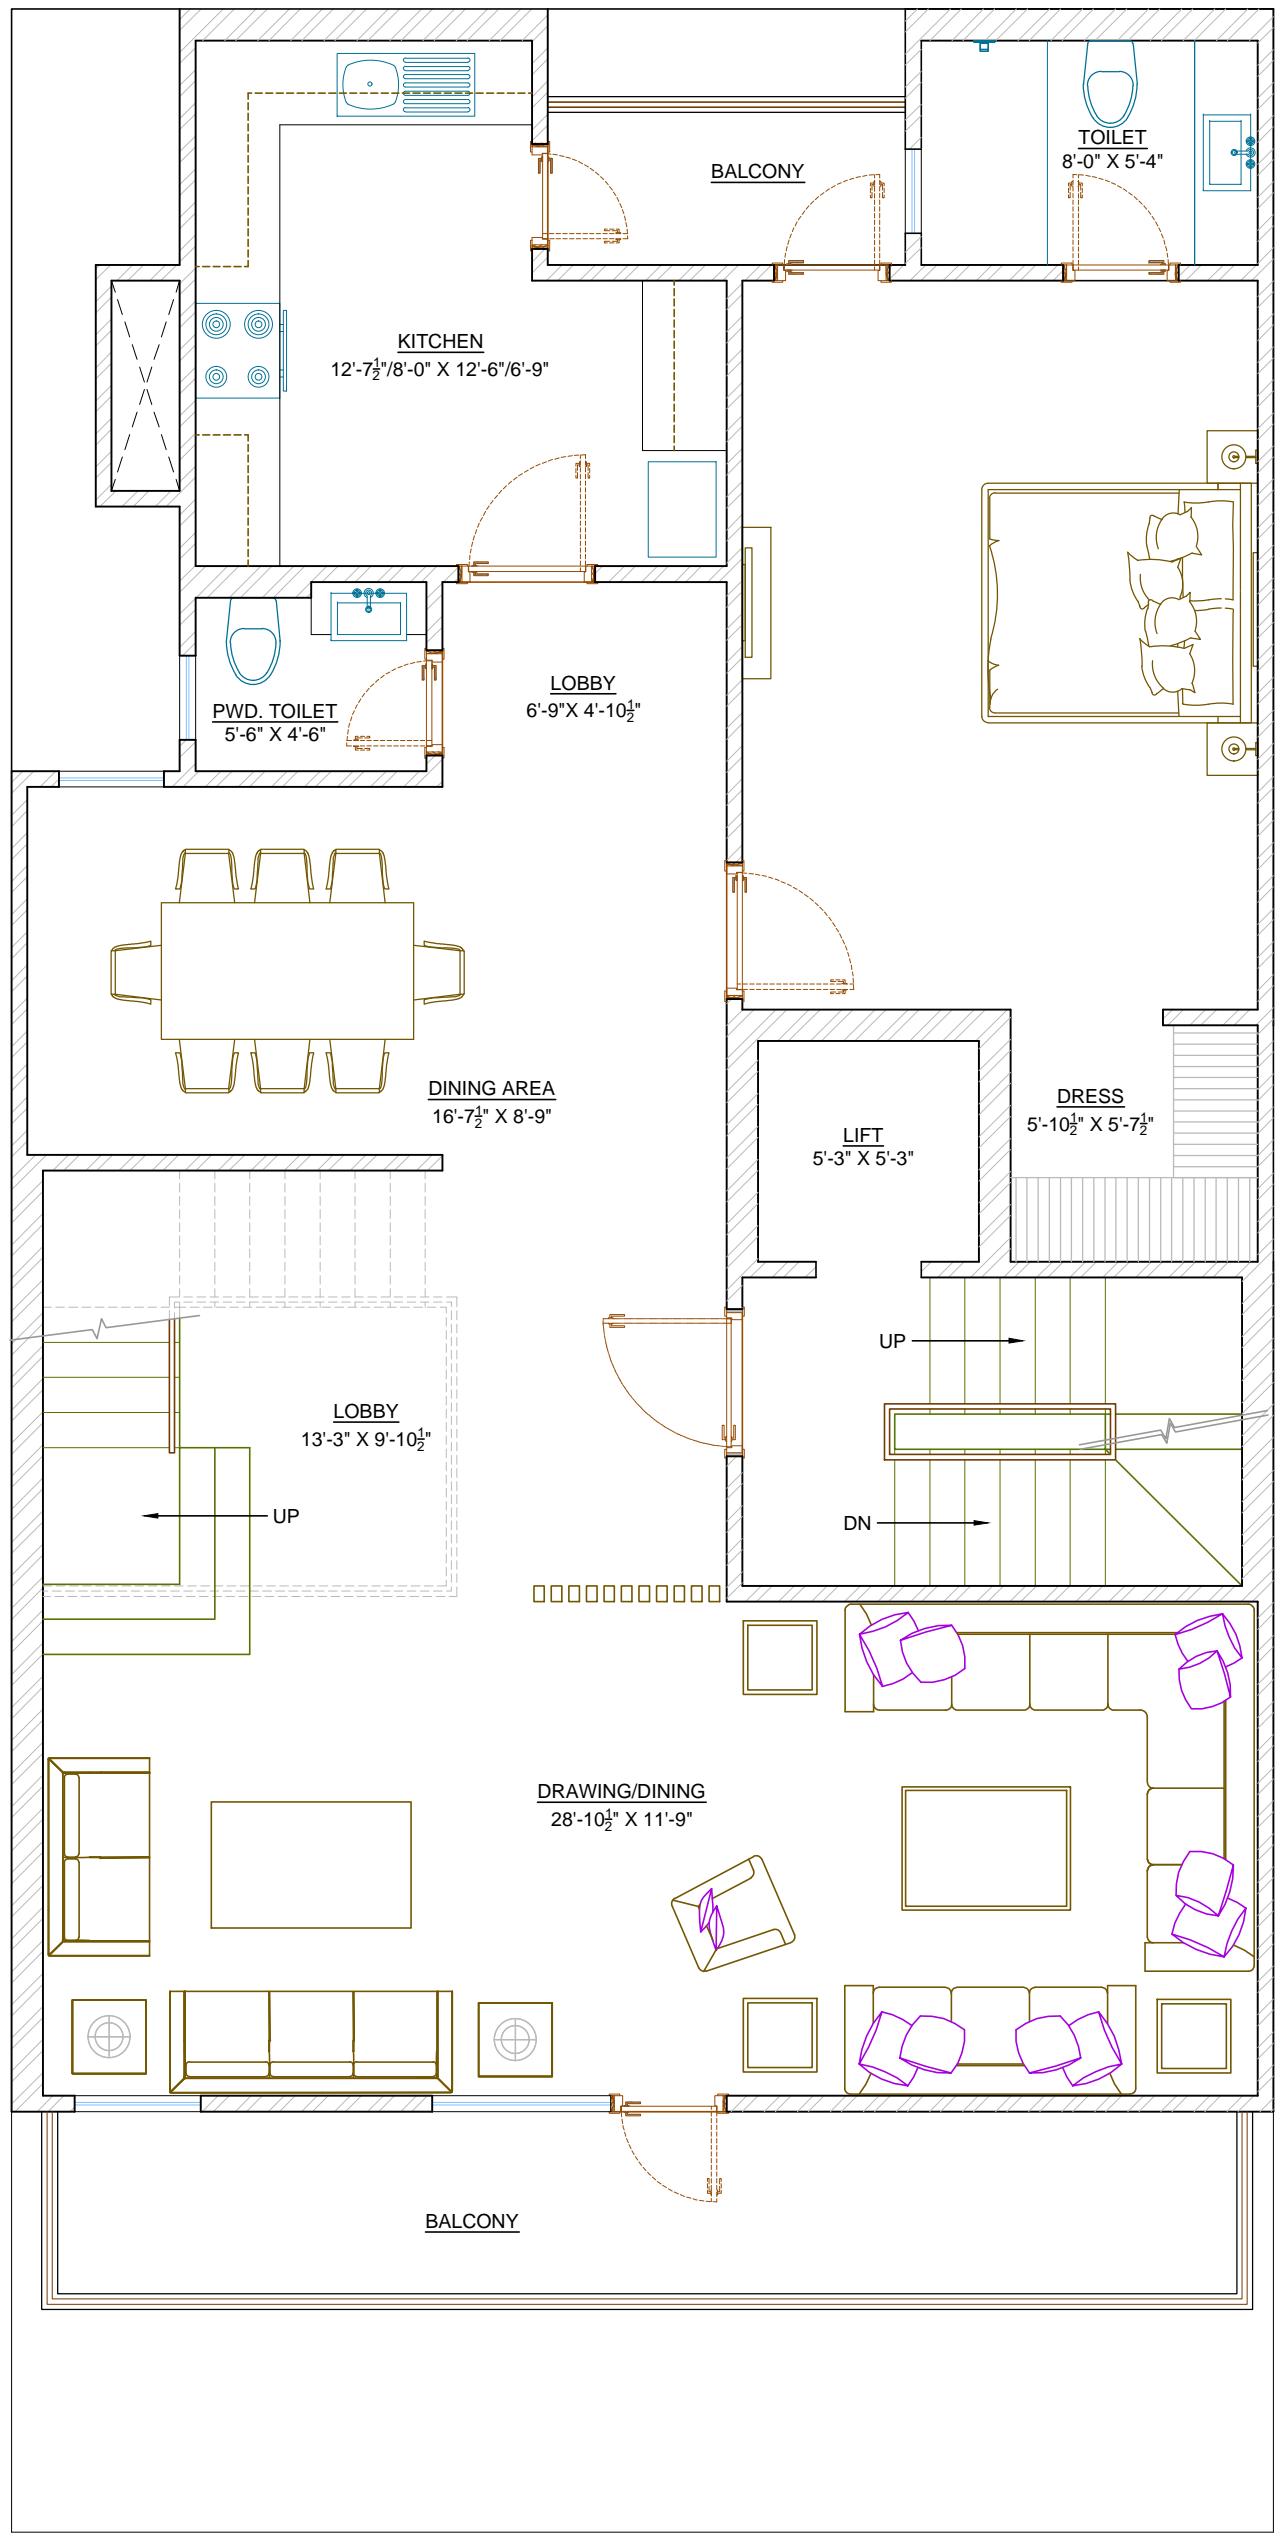 TOILET
8'-0" X 5'-4"
BALCONY
KITCHEN
12'-7½"/8'-0" X 12'-6"/6'-9"
LOBBY
6'-9"X 4'-10½"
PWD. TOILET
5'-6" X 4'-6"
DINING AREA
16'-7½" X 8'-9"
DRESS
5'-10½" X 5'-7½"
LIFT
5'-3" X 5'-3"
UP
LOBBY
13'-3" X 9'-10½"
UP
DN
DRAWING/DINING
28'-10½" X 11'-9"
BALCONY